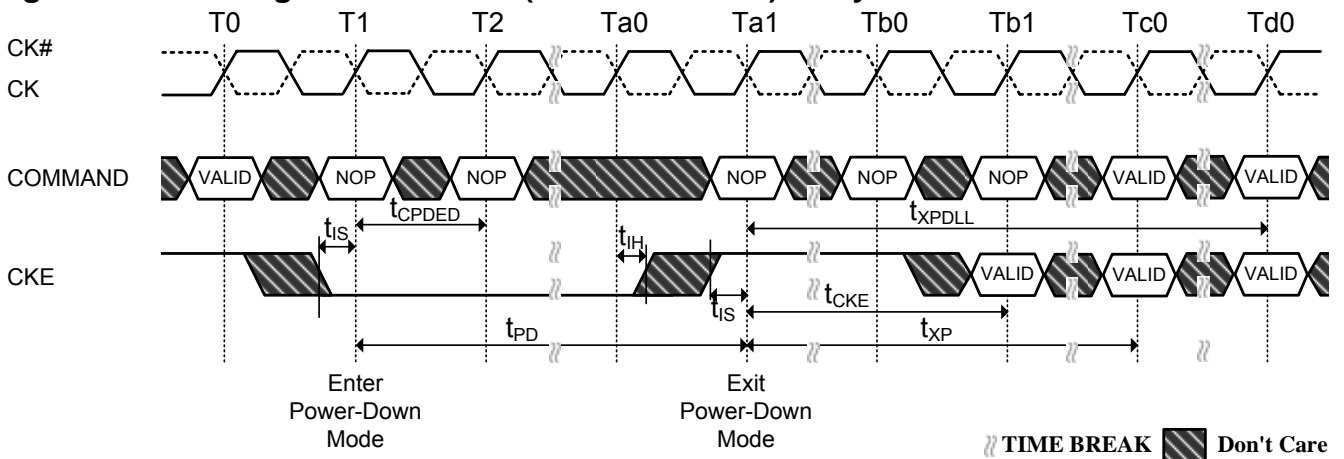 T0 T1 T2 Ta0 Ta1 Tb0 Tb1 Tc0 Td0
CK#
CK
COMMAND VALID NOP NOP NOP NOP NOP VALID VALID
tCPDED tXPDLL
tIS tIH
CKE VALID VALID VALID
tIS tCKE
tPD tXP
Enter Power-Down Mode
Exit Power-Down Mode
TIME BREAK Don't Care